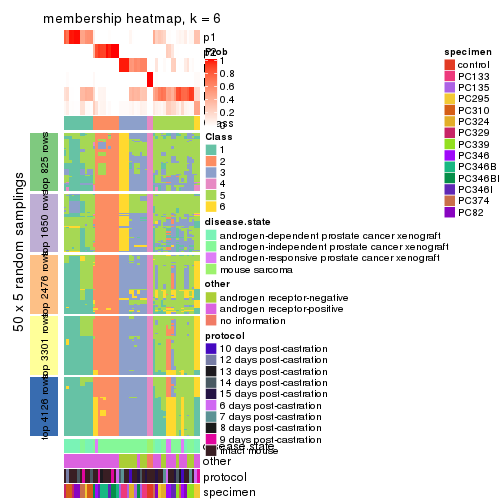 membership heatmap, k = 6
p1
p2
Prob
1
0.8
0.6
0.4
0.2
0
Class
Class
1
2
3
4
5
6
50 x 5 random samplings
top 825 rows
top 1650 rows
top 2476 rows
top 3301 rows
top 4126 rows
disease.state
androgen-dependent prostate cancer xenograft
androgen-independent prostate cancer xenograft
androgen-responsive prostate cancer xenograft
mouse sarcoma
other
androgen receptor-negative
androgen receptor-positive
no information
protocol
10 days post-castration
12 days post-castration
13 days post-castration
14 days post-castration
15 days post-castration
6 days post-castration
7 days post-castration
8 days post-castration
9 days post-castration
intact mouse
disease.state
other
protocol
specimen
specimen
control
PC133
PC135
PC295
PC310
PC324
PC329
PC339
PC346
PC346B
PC346BI
PC346I
PC374
PC82